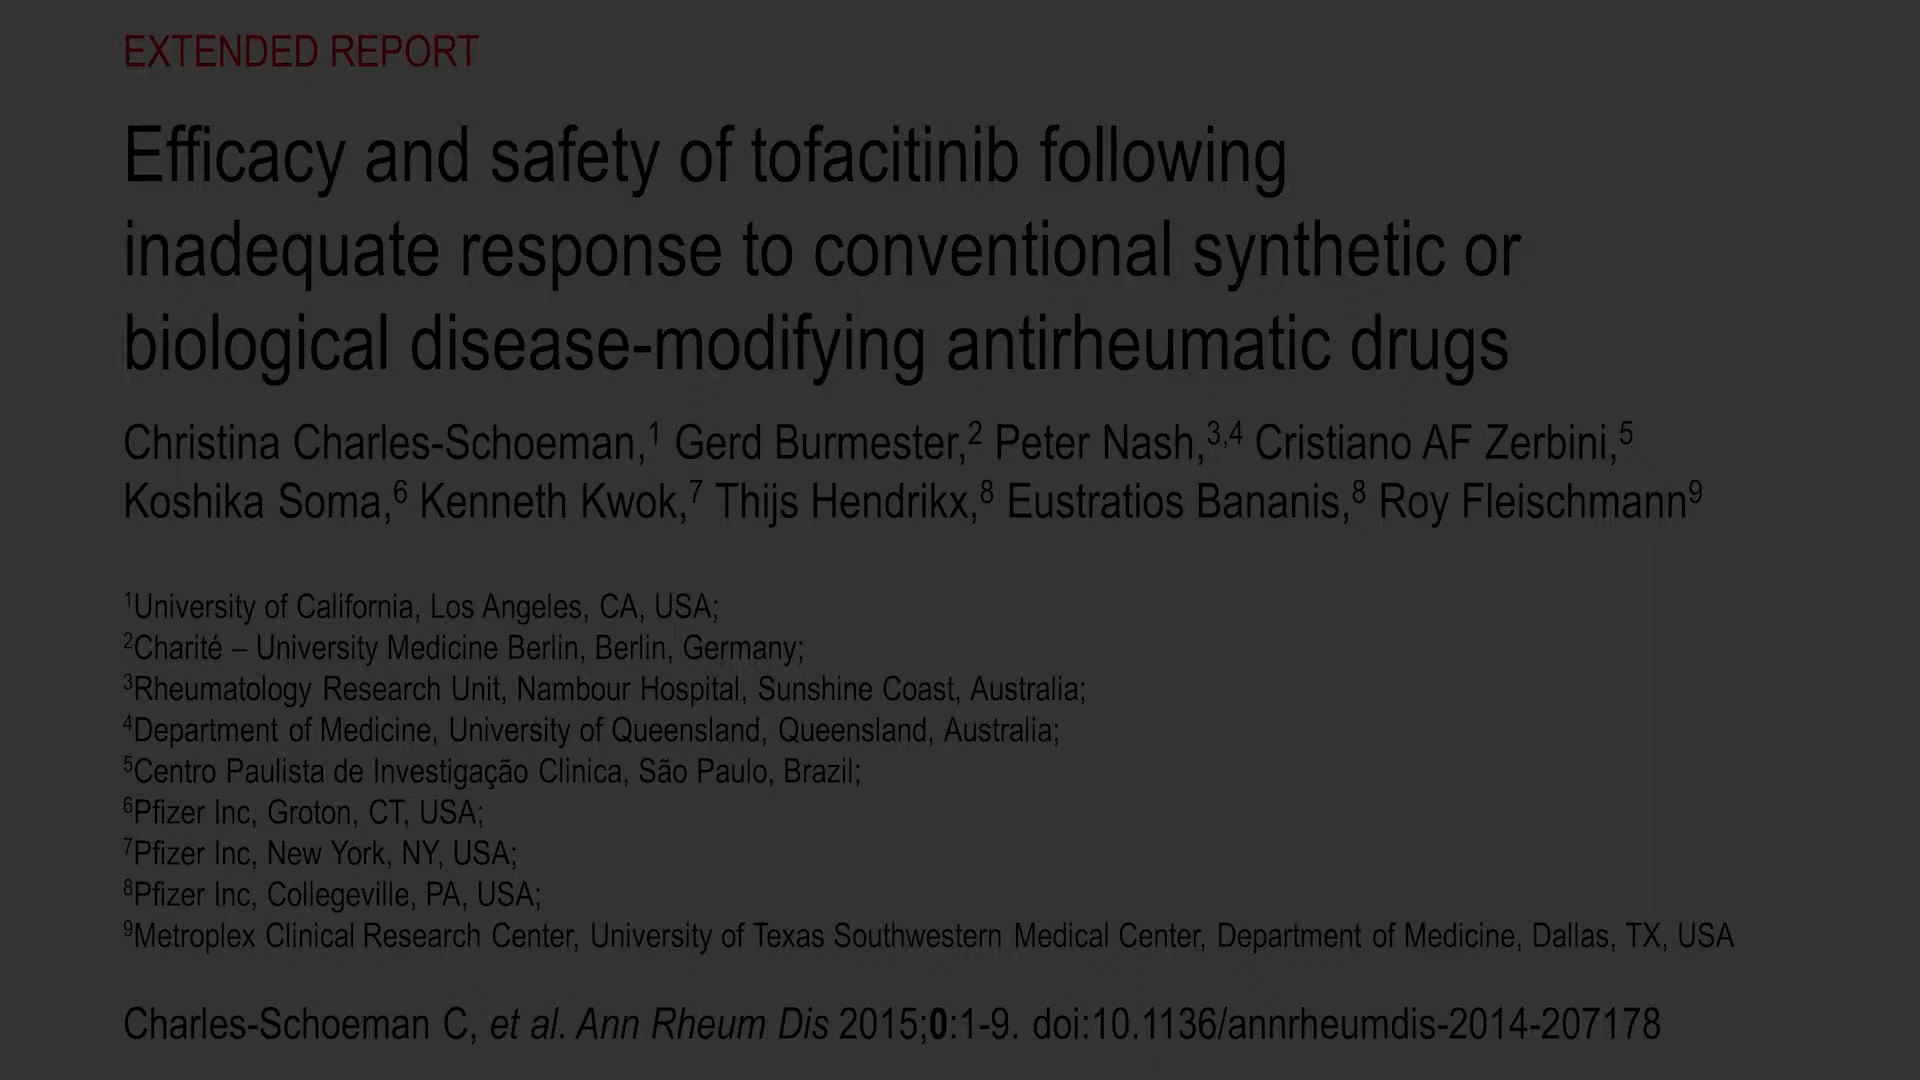 EXTENDED REPORT
Efficacy and safety of tofacitinib following
inadequate response to conventional synthetic or
biological disease-modifying antirheumatic drugs
Christina Charles-Schoeman,1 Gerd Burmester,2 Peter Nash,3,4 Cristiano AF Zerbini,5
Koshika Soma,6 Kenneth Kwok,7 Thijs Hendrikx,8 Eustratios Bananis,8 Roy Fleischmann9
1University of California, Los Angeles, CA, USA;
2Charité – University Medicine Berlin, Berlin, Germany;
3Rheumatology Research Unit, Nambour Hospital, Sunshine Coast, Australia;
4Department of Medicine, University of Queensland, Queensland, Australia;
5Centro Paulista de Investigação Clinica, São Paulo, Brazil;
6Pfizer Inc, Groton, CT, USA;
7Pfizer Inc, New York, NY, USA;
8Pfizer Inc, Collegeville, PA, USA;
9Metroplex Clinical Research Center, University of Texas Southwestern Medical Center, Department of Medicine, Dallas, TX, USA
Charles-Schoeman C, et al. Ann Rheum Dis 2015;0:1-9. doi:10.1136/annrheumdis-2014-207178